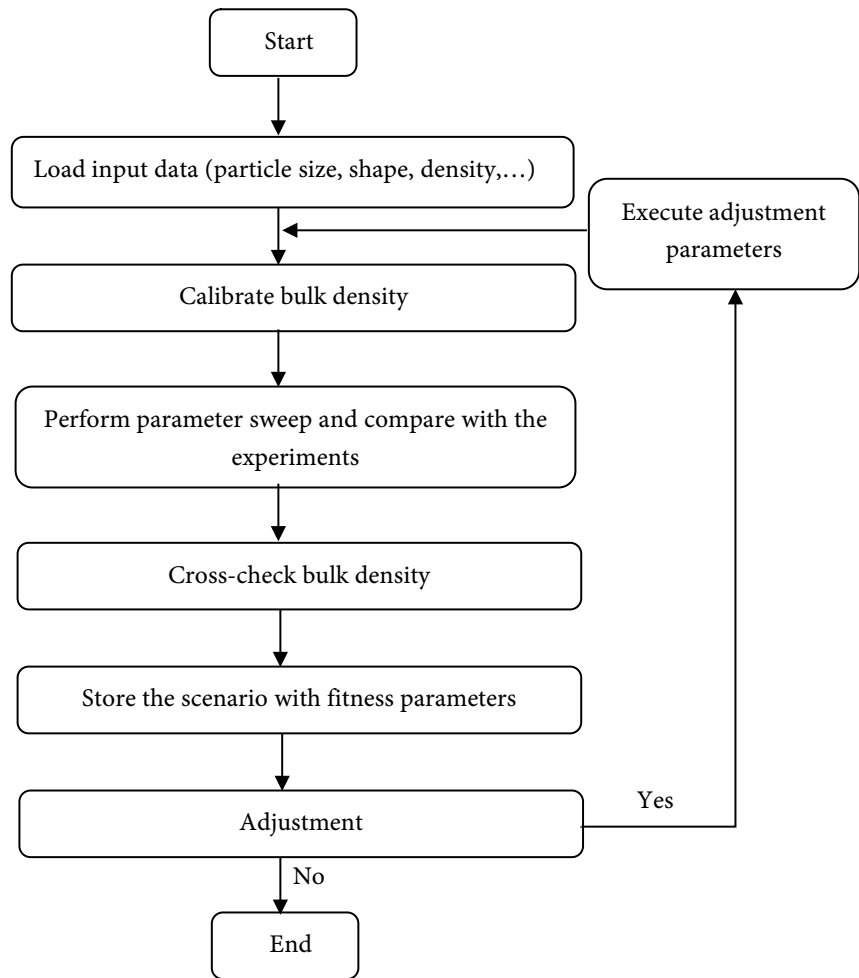 Start
Load input data (particle size, shape, density,…)
Execute adjustment
parameters
Calibrate bulk density
Perform parameter sweep and compare with the
experiments
Cross-check bulk density
Store the scenario with fitness parameters
Yes
Adjustment
No
End